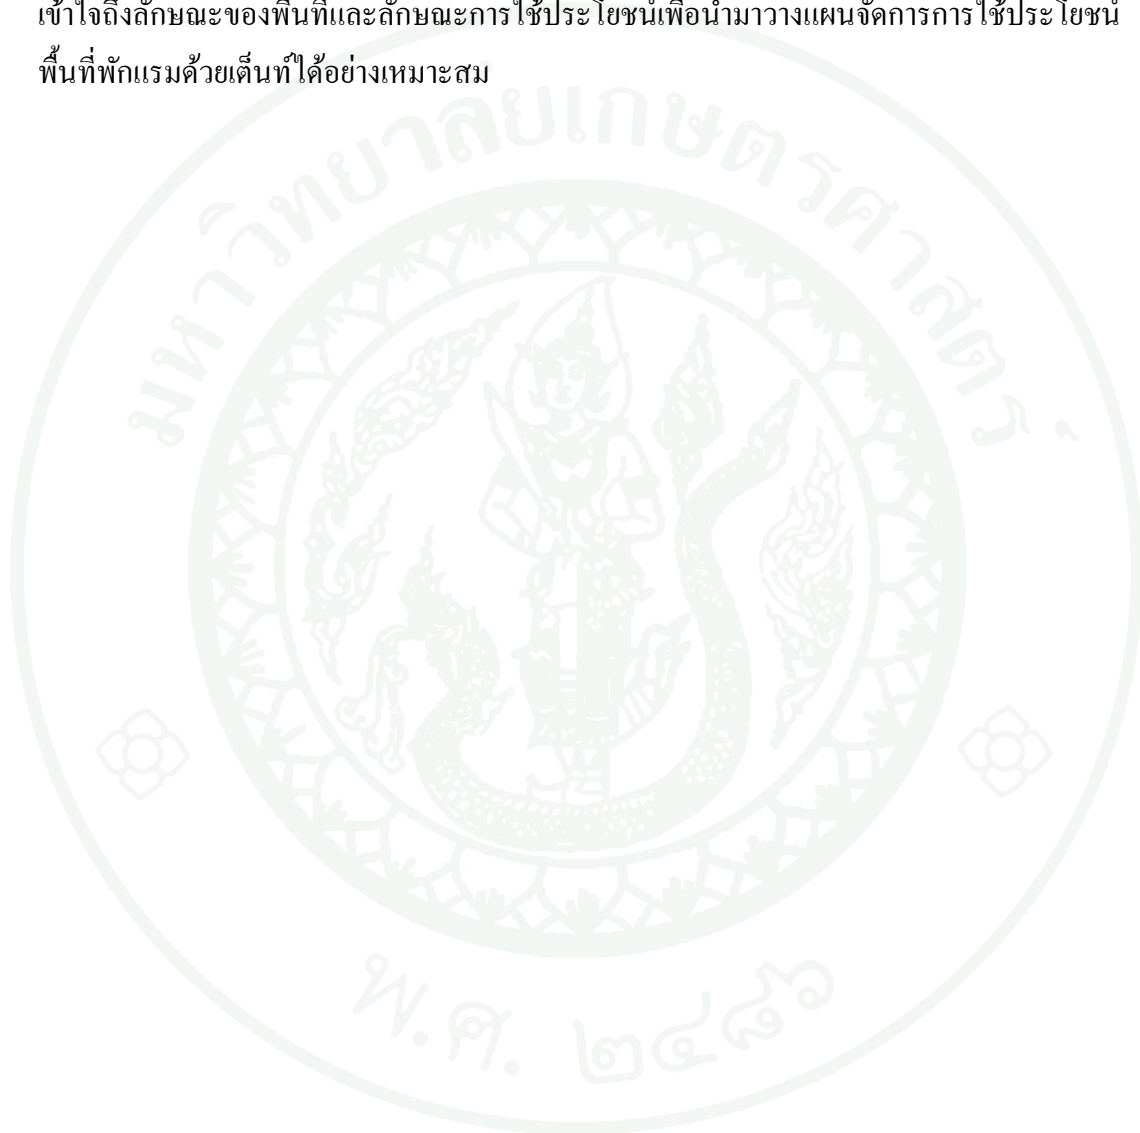 เข้าใจถึงลักษณะของพื้นที่และลักษณะการใช้ประโยชน์เพื่อนำมาวางแผนจัดการการใช้ประโยชน์
พื้นที่พักแรมด้วยเต็นท์ได้อย่างเหมาะสม
มหาวิทยาลัยเกษตรศาสตร์
พ.ศ. ๒๔๘๖